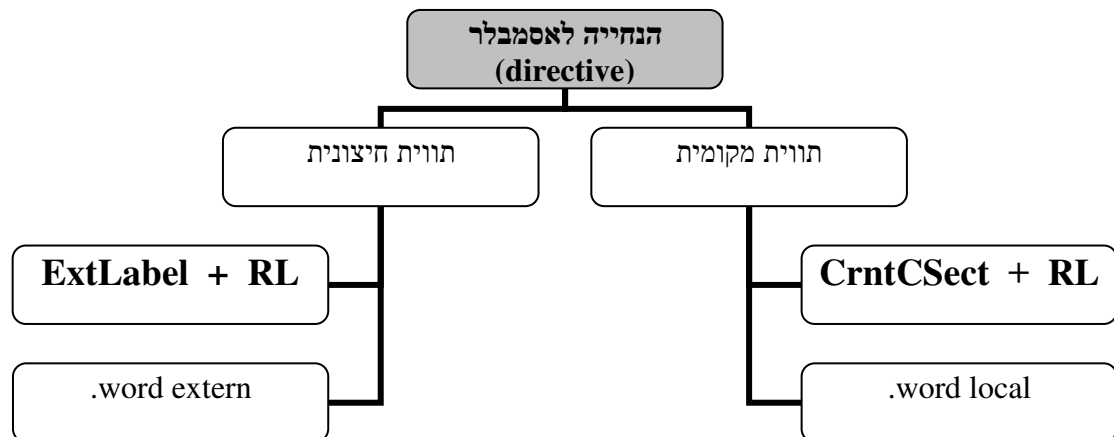 הנחייה לאסמבלר
(directive)
תווית חיצונית
תווית מקומית
ExtLabel + RL
CrntCSect + RL
.word extern
.word local